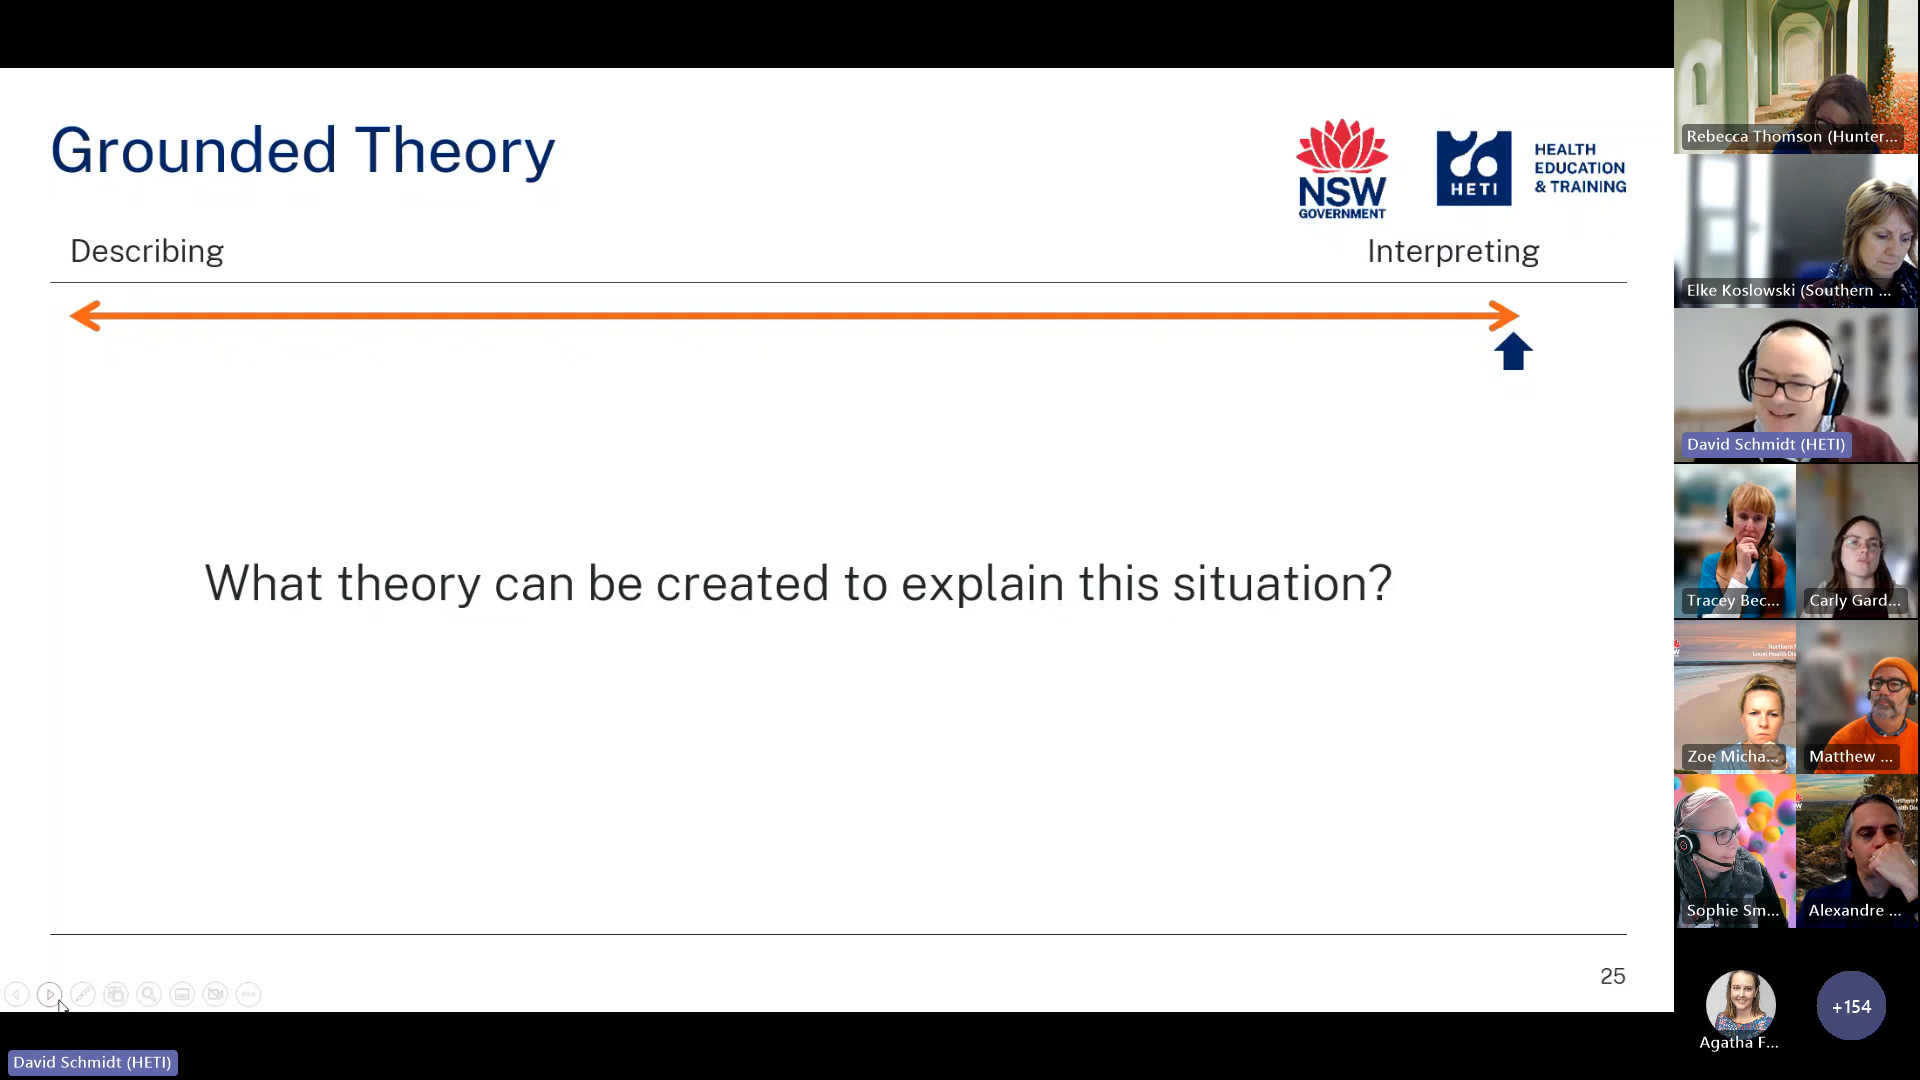 Grounded Theory
NSW
GOVERNMENT
HETI
HEALTH
EDUCATION
& TRAINING
Describing
Interpreting
What theory can be created to explain this situation?
25
David Schmidt (HETI)
Rebecca Thomson (Hunter...
Elke Koslowski (Southern ...
David Schmidt (HETI)
Tracey Bec...
Carly Gard...
Zoe Micha...
Matthew ...
Sophie Sm...
Alexandre ...
Agatha F...
+154